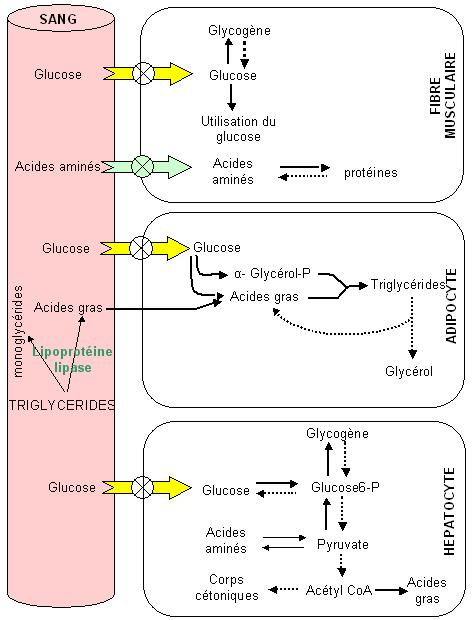 SANG
Glycogène
Glucose
Glucose
Utilisation du
glucose
FIBRE
MUSCULAIRE
Acides aminés
Acides
aminés
protéines
Glucose
Glucose
α- Glycérol-P
Triglycérides
Acides gras
Acides gras
monoglycérides
Lipoprotéine
lipase
Glycérol
TRIGLYCERIDES
ADIPOCYTE
Glycogène
Glucose
Glucose
Glucose6-P
Acides
aminés
Pyruvate
Corps
cétoniques
Acétyl CoA
Acides
gras
HEPATOCYTE